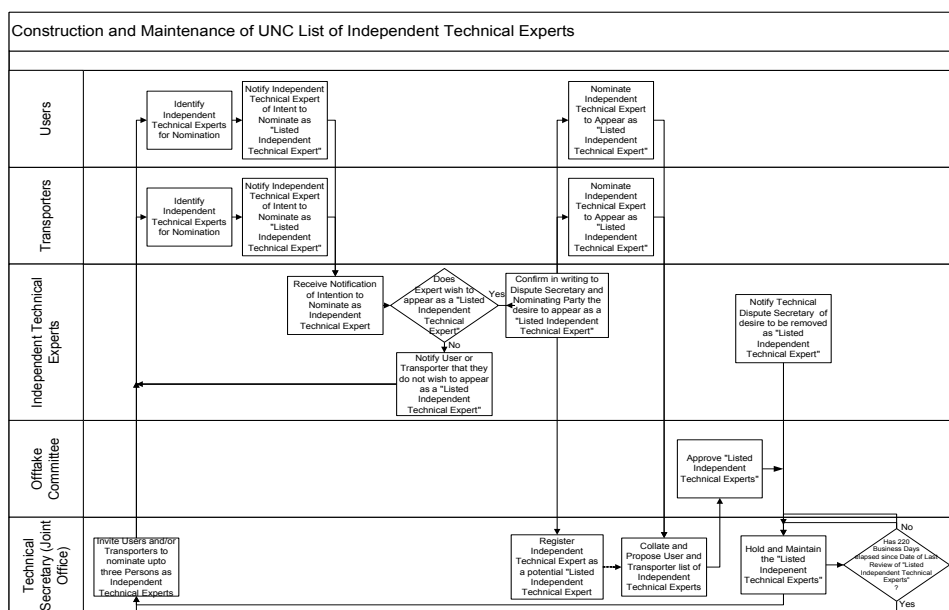 Construction and Maintenance of UNC List of Independent Technical Experts
Users
Identify
Independent
Technical Experts
for Nomination
Notify Independent
Technical Expert
of Intent to
Nominate as
"Listed
Independent
Technical Expert"
Nominate
Independent
Technical Expert
to Appear as
"Listed
Independent
Technical Expert"
Transporters
Identify
Independent
Technical Experts
for Nomination
Notify Independent
Technical Expert
of Intent to
Nominate as
"Listed
Independent
Technical Expert"
Nominate
Independent
Technical Expert
to Appear as
"Listed
Independent
Technical Expert"
Independent Technical
Experts
Receive Notification
of Intention to
Nominate as
Independent
Technical Expert
Does
Expert wish to
appear as a "Listed
Independent
Technical
Expert"
Yes
No
Confirm in writing to
Dispute Secretary and
Nominating Party the
desire to appear as a
"Listed Independent
Technical Expert"
Notify Technical
Dispute Secretary of
desire to be removed
as "Listed
Independent
Technical Expert"
Notify User or
Transporter that they
do not wish to appear
as a "Listed
Independent
Technical Expert"
Offtake
Committee
Approve "Listed
Independent
Technical Experts"
Technical
Secretary (Joint
Office)
Invite Users and/or
Transporters to
nominate upto
three Persons as
Independent
Technical Experts
Register
Independent
Technical Expert as
a potential "Listed
Independent
Technical Expert
Collate and
Propose User and
Transporter list of
Independent
Technical Experts
Hold and Maintain
the "Listed
Indepenent
Technical Experts"
No
Has 220
Business Days
elapsed since Date of Last
Review of "Listed
Independent Technical
Experts"
?
Yes